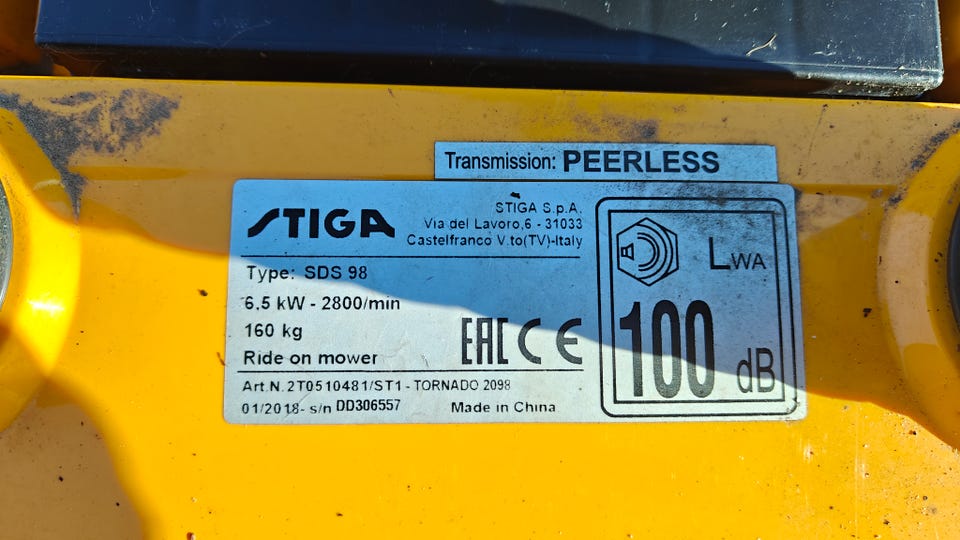 Transmission: PEERLESS
STIGA
STIGA S.p.A.
Via del Lavoro,6 - 31033
Castelfranco V.to(TV)-Italy
Type: SDS 98
6,5 kW - 2800/min
160 kg
Ride on mower
EAC CE
Art.N. 2T0510481/ST1 - TORNADO 2098
01/2018- s/n DD306557 Made in China
LWA
100
dB